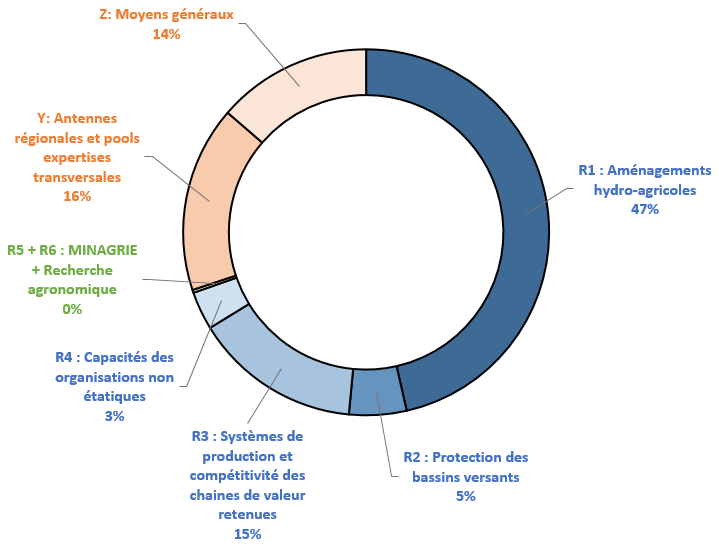 Z: Moyens généraux
14%
Y: Antennes
régionales et pools
expertises
transversales
16%
R1 : Aménagements
hydro-agricoles
47%
R5 + R6 : MINAGRIE
+ Recherche
agronomique
0%
R4 : Capacités des
organisations non
étatiques
3%
R3 : Systèmes de
production et
compétitivité des
chaines de valeur
retenues
15%
R2 : Protection des
bassins versants
5%